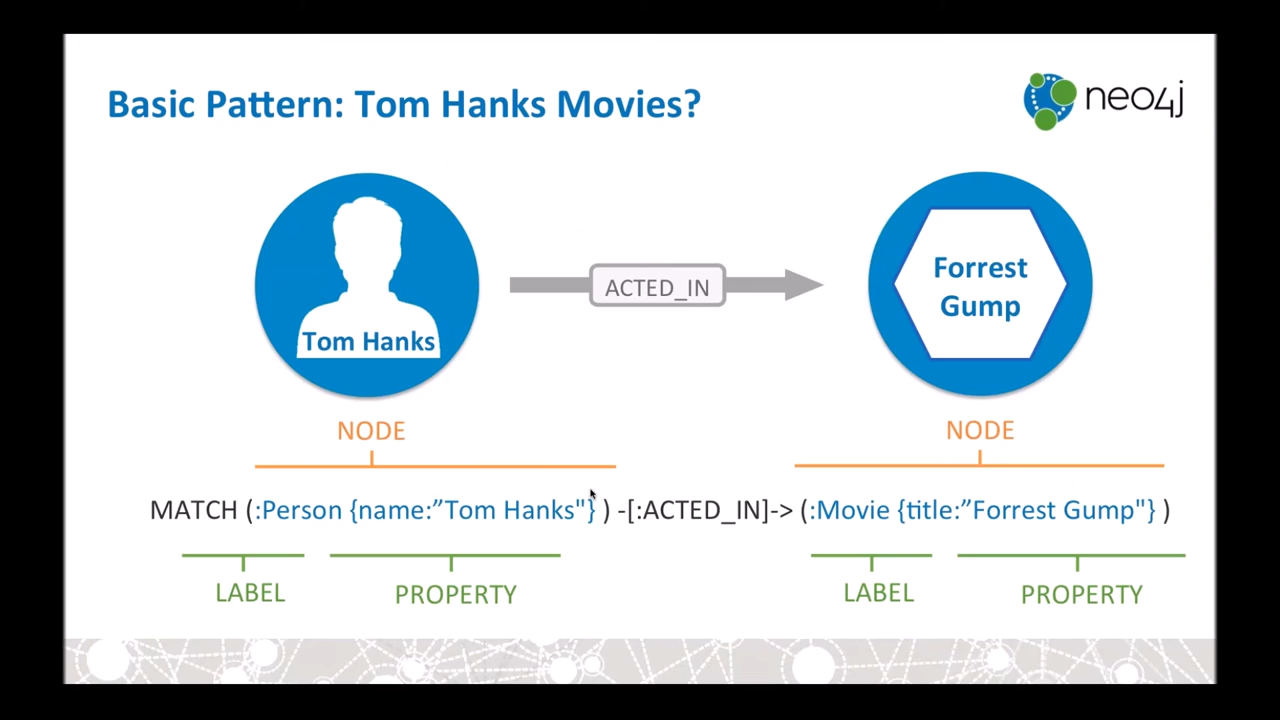 Basic Pattern: Tom Hanks Movies?
neo4j
Tom Hanks
ACTED_IN
Forrest
Gump
NODE
NODE
MATCH (:Person {name:”Tom Hanks"} ) -[:ACTED_IN]-> (:Movie {title:”Forrest Gump"} )
LABEL
PROPERTY
LABEL
PROPERTY